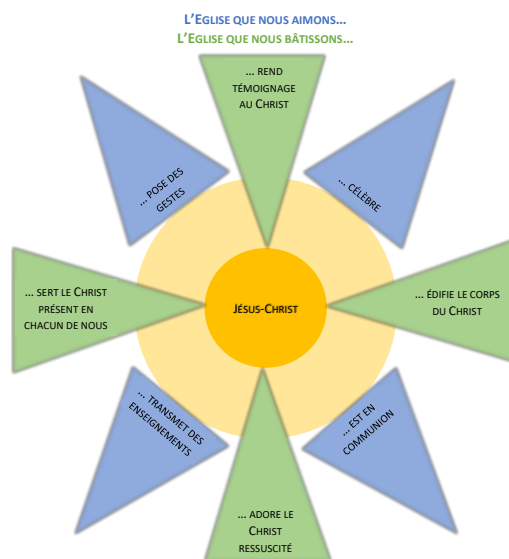 L'EGLISE QUE NOUS AIMONS…
L'EGLISE QUE NOUS BÂTISSONS…
… REND
TÉMOIGNAGE
AU CHRIST
… POSE DES
GESTES
… CÉLÈBRE
… SERT LE CHRIST
PRÉSENT EN
CHACUN DE NOUS
JÉSUS-CHRIST
… ÉDIFIE LE CORPS
DU CHRIST
… TRANSMET DES
ENSEIGNEMENTS
… EST EN
COMMUNION
… ADORE LE
CHRIST
RESSUSCITÉ